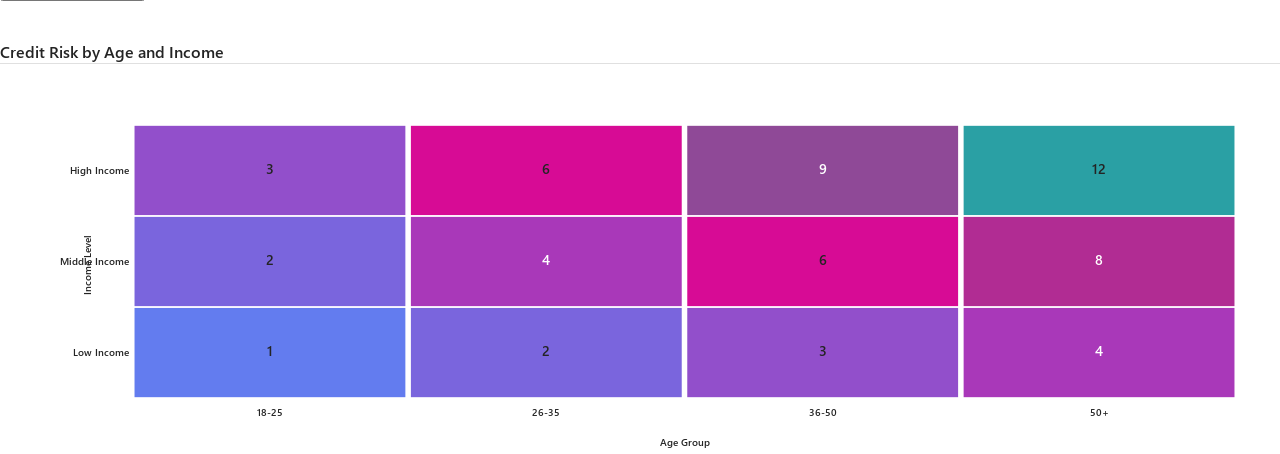 Credit Risk by Age and Income
High Income
3
6
9
12
Middle Income
2
4
6
8
Income Level
Low Income
1
2
3
4
18-25
26-35
36-50
50+
Age Group